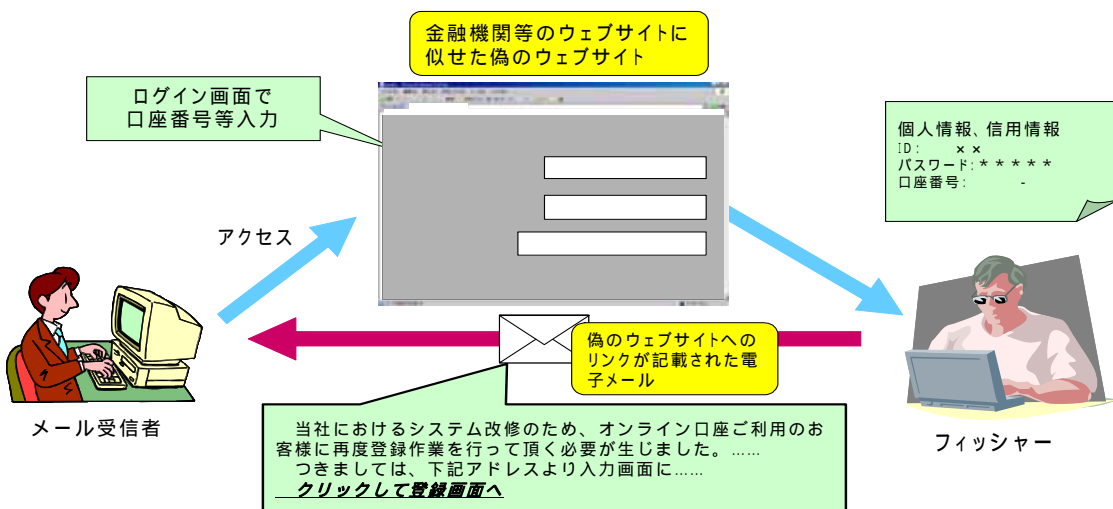 金融機関等のウェブサイトに
似せた偽のウェブサイト
ログイン画面で
口座番号等入力
個人情報、信用情報
ID: ××
パスワード:*****
口座番号: -
アクセス
偽のウェブサイトへの
リンクが記載された電
子メール
メール受信者
フィッシャー
当社におけるシステム改修のため、オンライン口座ご利用のお
客様に再度登録作業を行って頂く必要が生じました。……
つきましては、下記アドレスより入力画面に……
クリックして登録画面へ